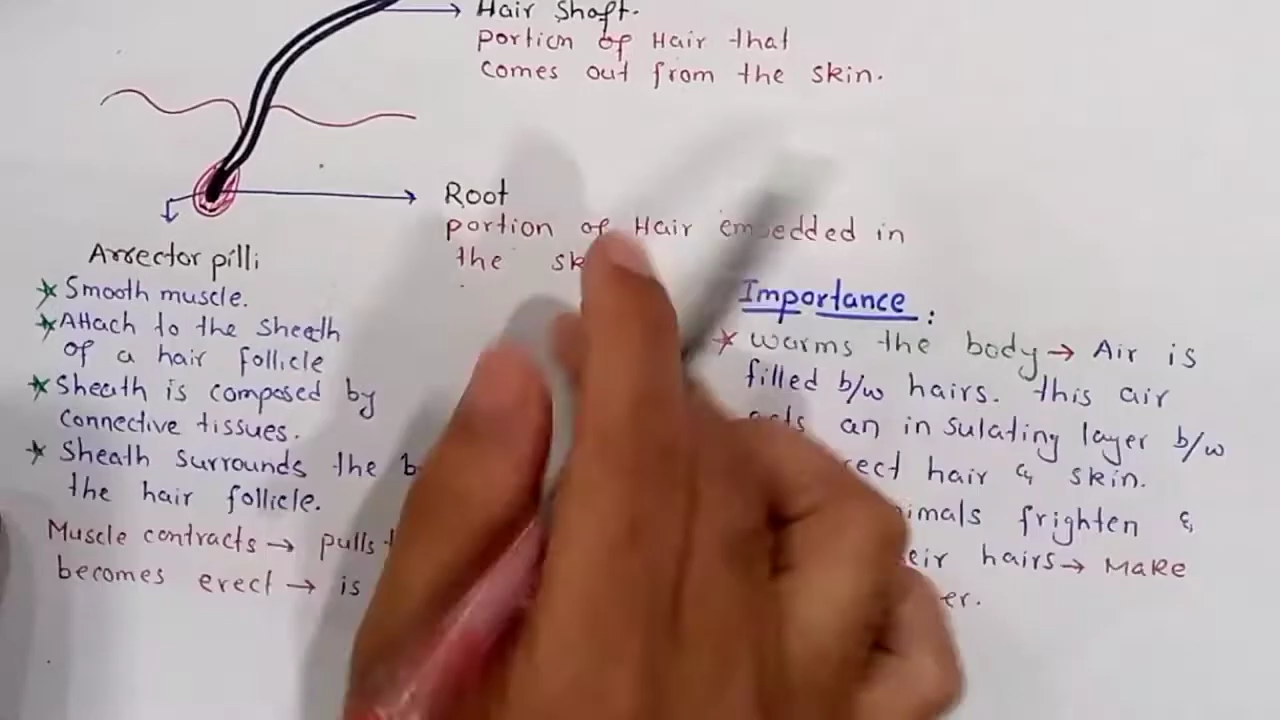 Hair Shaft.
portion of Hair that
comes out from the skin.
Root
portion of Hair embedded in
the
Arrector pilli
* Smooth muscle.
* Attach to the sheath
of a hair follicle
* Sheath is composed by
connective tissues.
* Sheath surrounds the
the hair follicle.
Muscle contracts → pulls
becomes erect → is
Importance :
* warms the body → Air is
filled b/w hairs. this air
an insulating layer b/w
hair & skin.
frighten &
hairs → Make